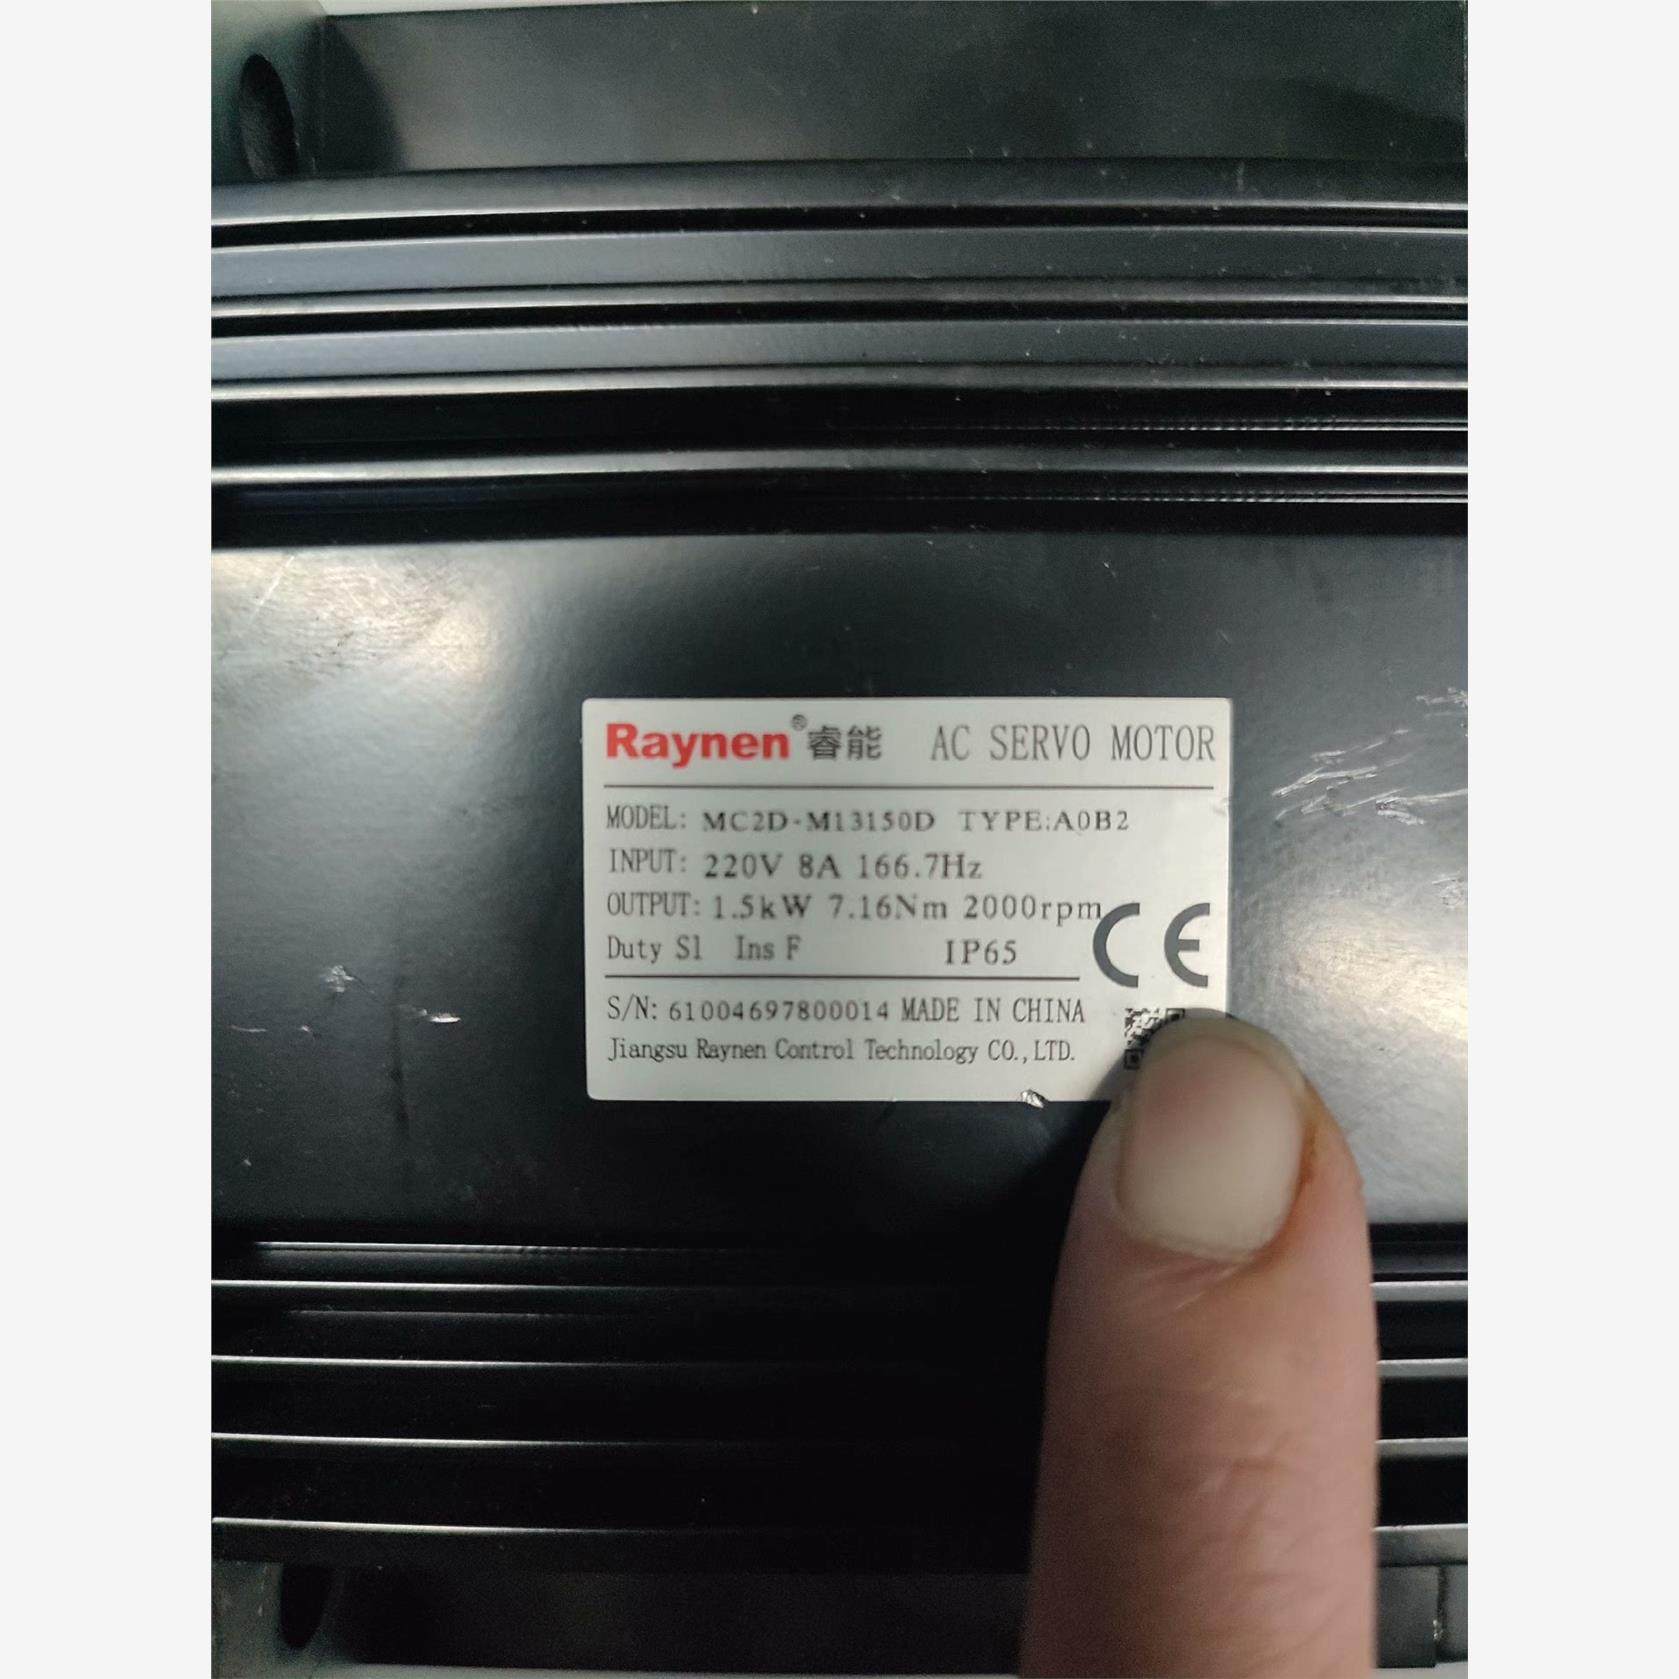 Raynen® 睿能 AC SERVO MOTOR
MODEL: MC2D-M13150D TYPE:A0B2
INPUT: 220V 8A 166.7Hz
OUTPUT: 1.5kW 7.16Nm 2000rpm
Duty S1 Ins F IP65 CE
S/N: 61004697800014 MADE IN CHINA
Jiangsu Raynen Control Technology CO.,LTD.